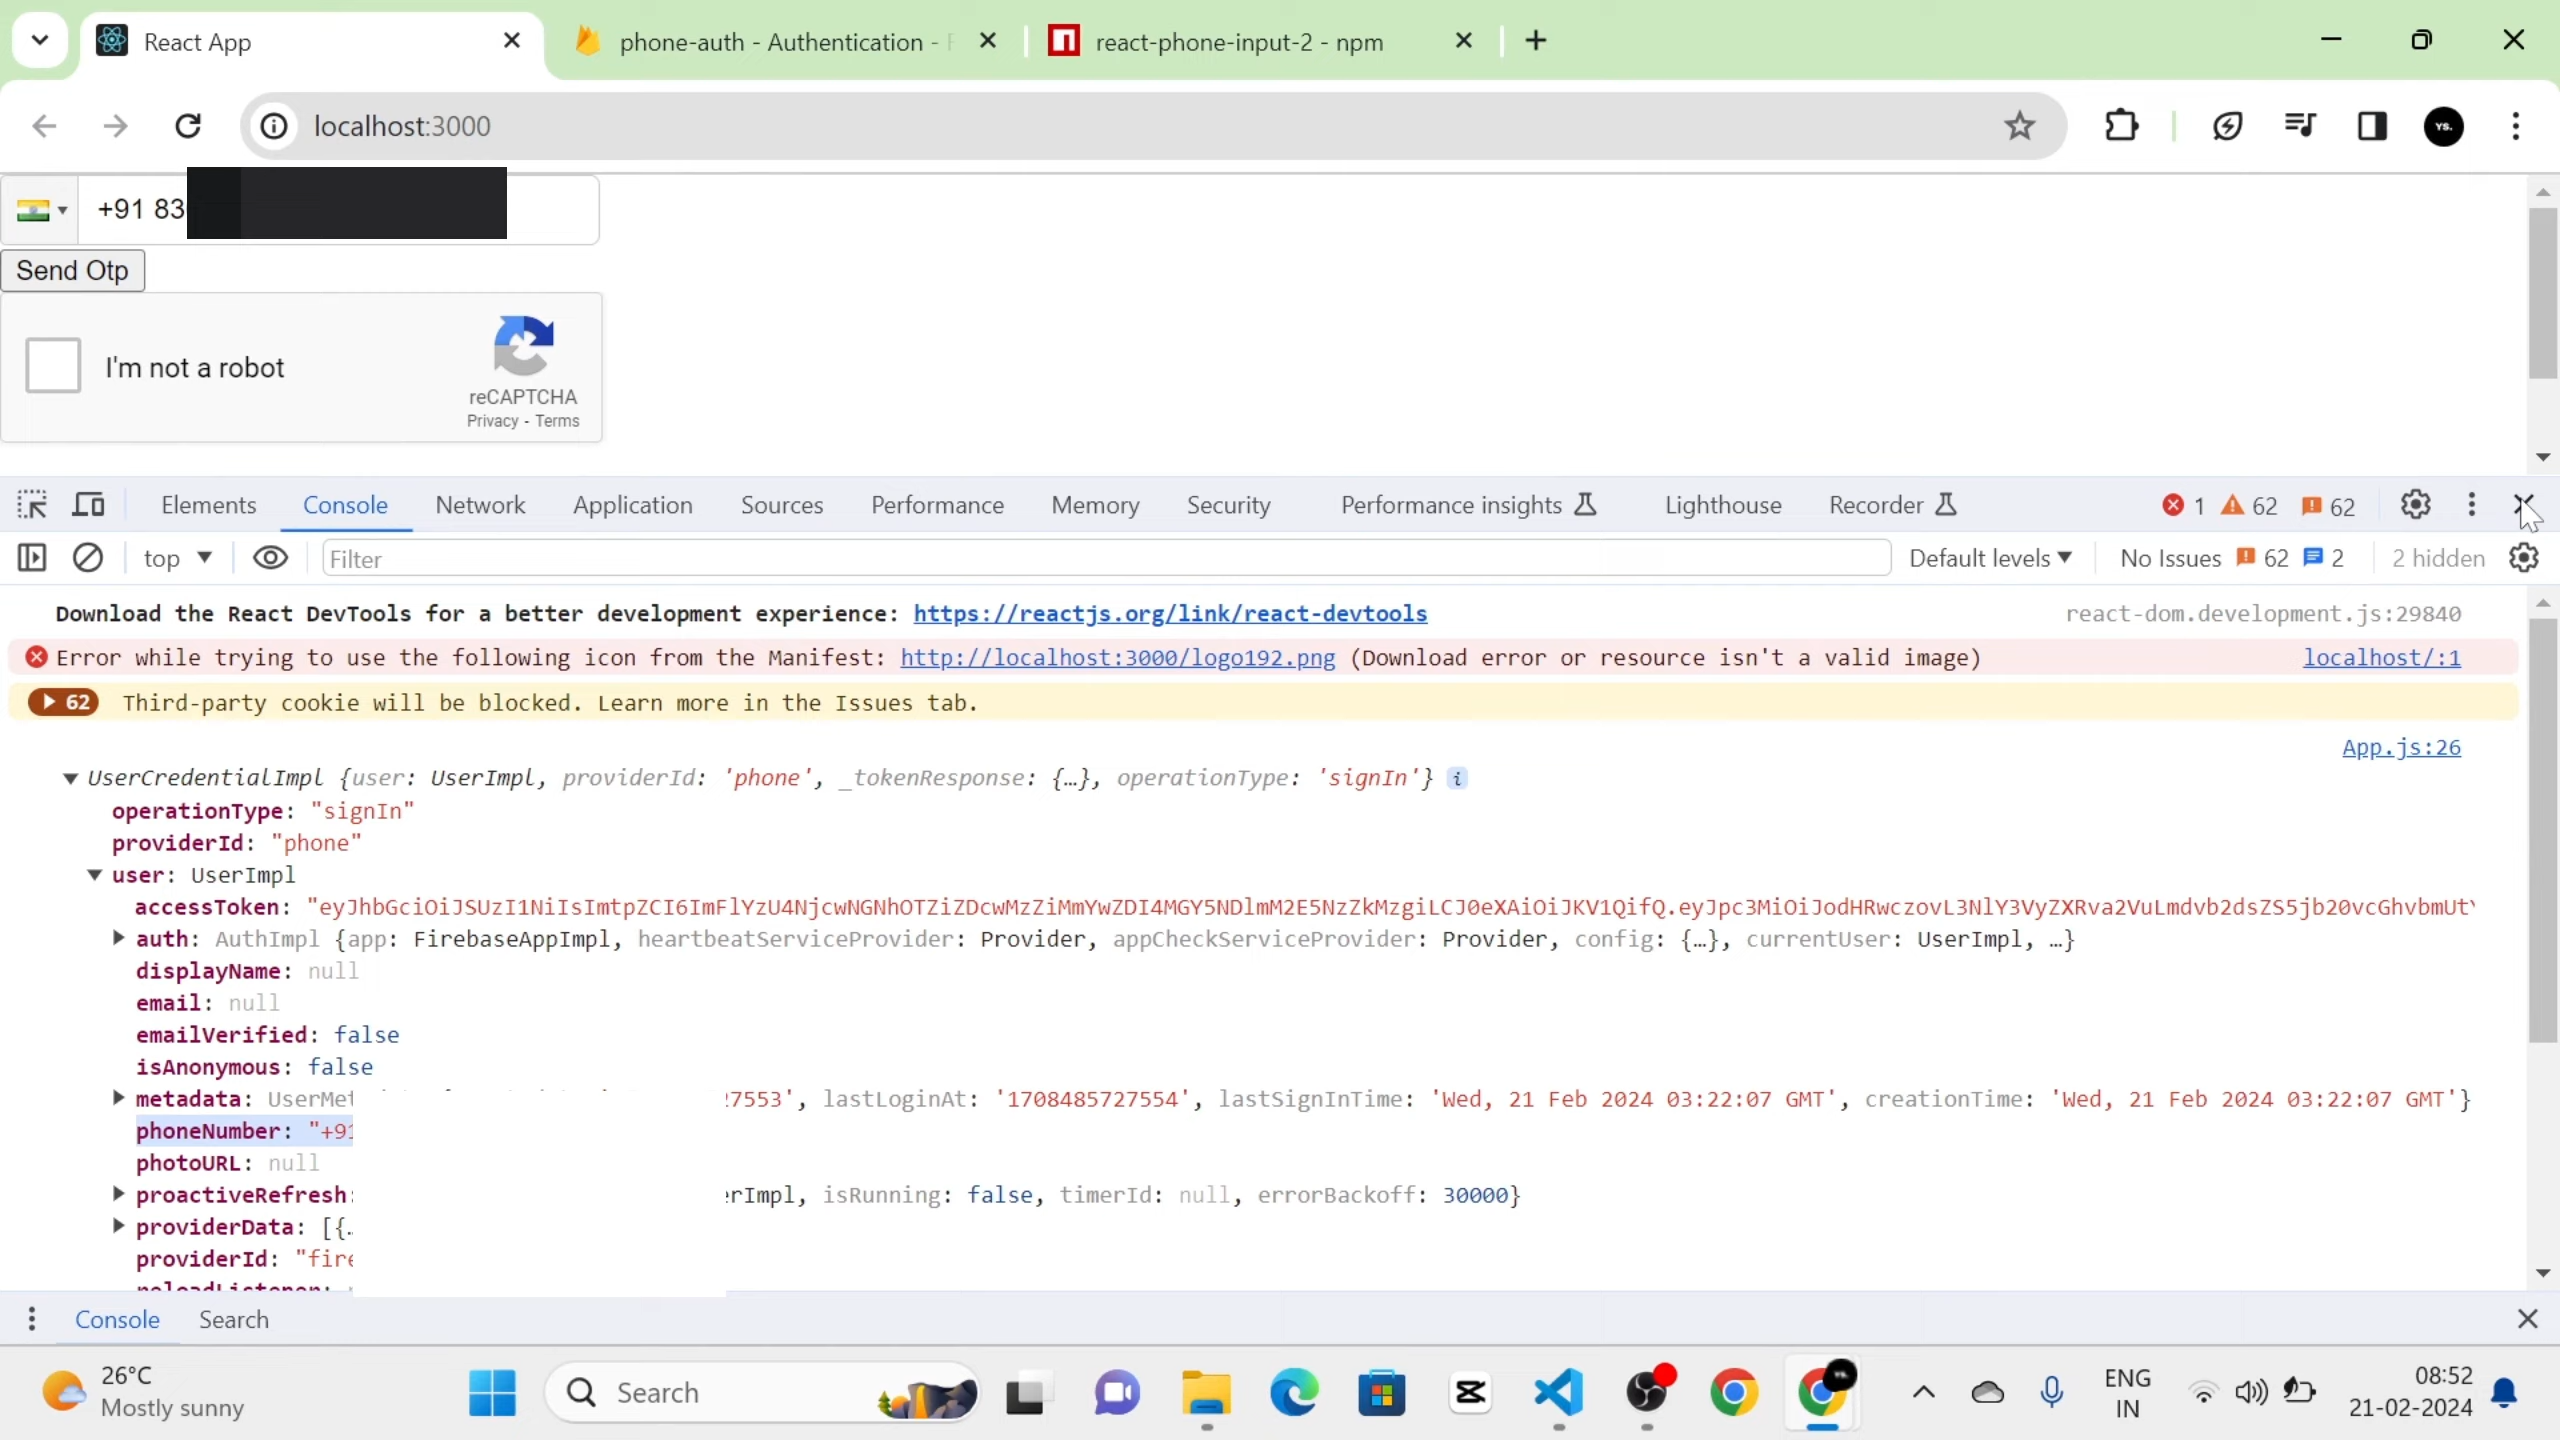 React App
phone-auth - Authentication -
react-phone-input-2 - npm
localhost:3000
YS.
+91 83
Send Otp
I'm not a robot
reCAPTCHA
Privacy - Terms
Elements Console Network Application Sources Performance Memory Security Performance insights Lighthouse Recorder 1 62 62
top Filter Default levels No Issues 62 2 2 hidden
Download the React DevTools for a better development experience: https://reactjs.org/link/react-devtools react-dom.development.js:29840
Error while trying to use the following icon from the Manifest: http://localhost:3000/logo192.png (Download error or resource isn't a valid image) localhost/:1
62 Third-party cookie will be blocked. Learn more in the Issues tab.
App.js:26
UserCredentialImpl {user: UserImpl, providerId: 'phone', _tokenResponse: {…}, operationType: 'signIn'} i
operationType: "signIn"
providerId: "phone"
user: UserImpl
accessToken:
auth: AuthImpl {app: FirebaseAppImpl, heartbeatServiceProvider: Provider, appCheckServiceProvider: Provider, config: {…}, currentUser: UserImpl, …}
displayName: null
email: null
emailVerified: false
isAnonymous: false
metadata: 27553', lastLoginAt: '1708485727554', lastSignInTime: 'Wed, 21 Feb 2024 03:22:07 GMT', creationTime: 'Wed, 21 Feb 2024 03:22:07 GMT'}
phoneNumber: "+91
photoURL: null
proactiveRefresh: isRunning: false, timerId: null, errorBackoff: 30000}
providerData: [{…
providerId: "fire
Console Search
26°C
Mostly sunny
Search
ENG
IN
08:52
21-02-2024